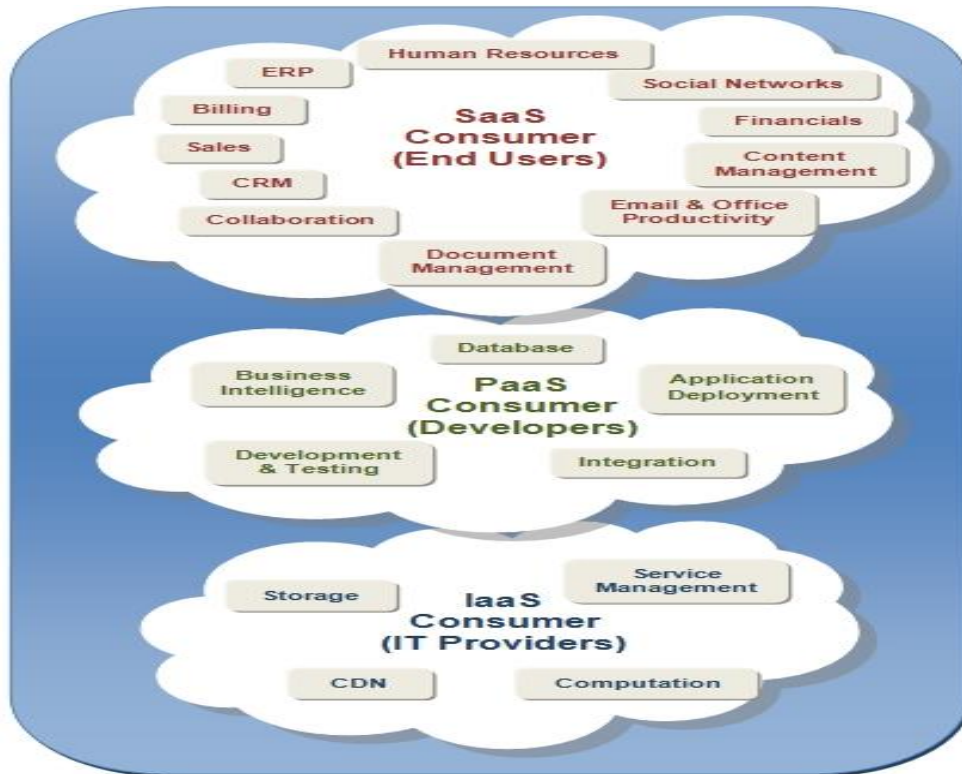 Human Resources
ERP
Social Networks
Billing
SaaS
Consumer
(End Users)
Financials
Sales
Content
Management
CRM
Email & Office
Productivity
Collaboration
Document
Management
Database
Business
Intelligence
PaaS
Consumer
(Developers)
Application
Deployment
Development
& Testing
Integration
Storage
IaaS
Consumer
(IT Providers)
Service
Management
CDN
Computation